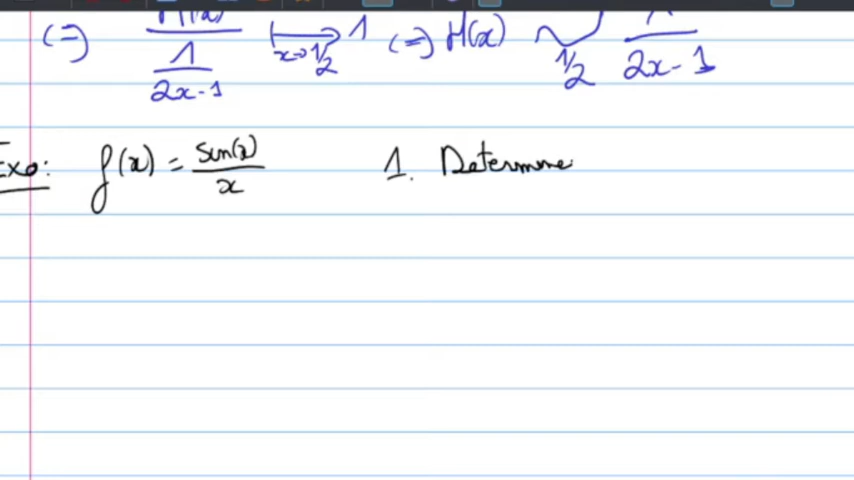 (=) H(x) / (1 / (2x-1)) ⟼ x→1/2 1 (=) H(x) ~ 1/2 1 / (2x-1)
Exo: f(x) = sin(x) / x 1. Determine